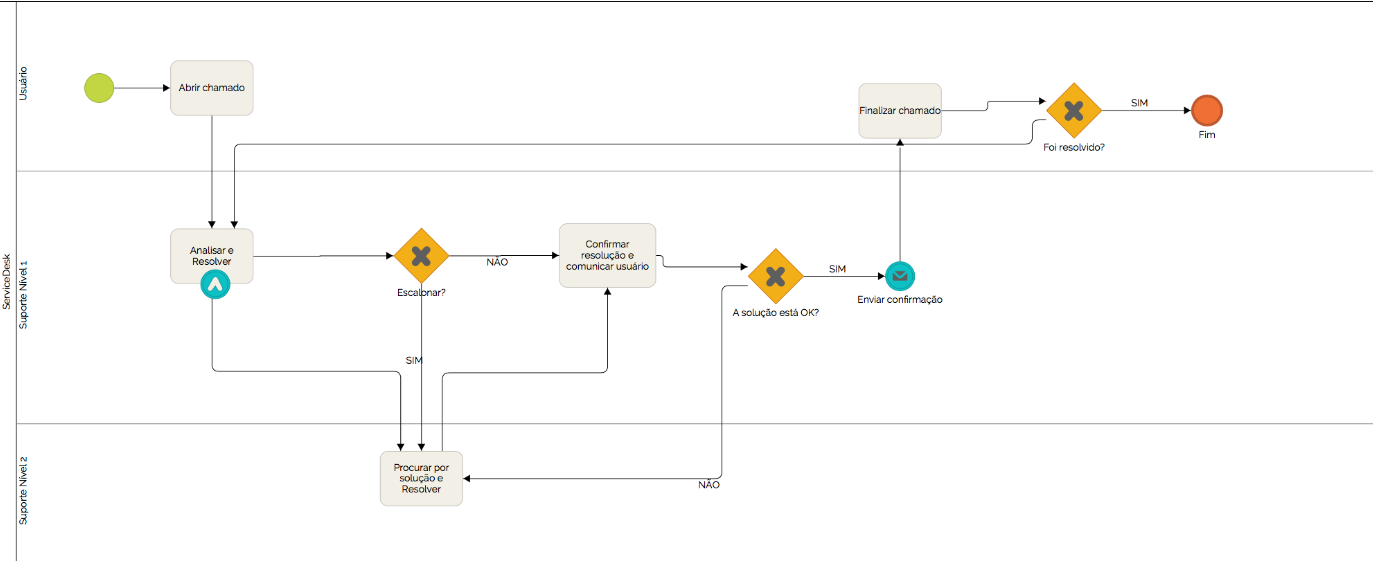 ServiceDesk
Usuário
Abrir chamado
Finalizar chamado
Foi resolvido?
SIM
Fim
Suporte Nível 1
Analisar e
Resolver
Escalonar?
NÃO
SIM
Confirmar
resolução e
comunicar usuário
A solução está OK?
SIM
Enviar confirmação
NÃO
Suporte Nível 2
Procurar por
solução e
Resolver